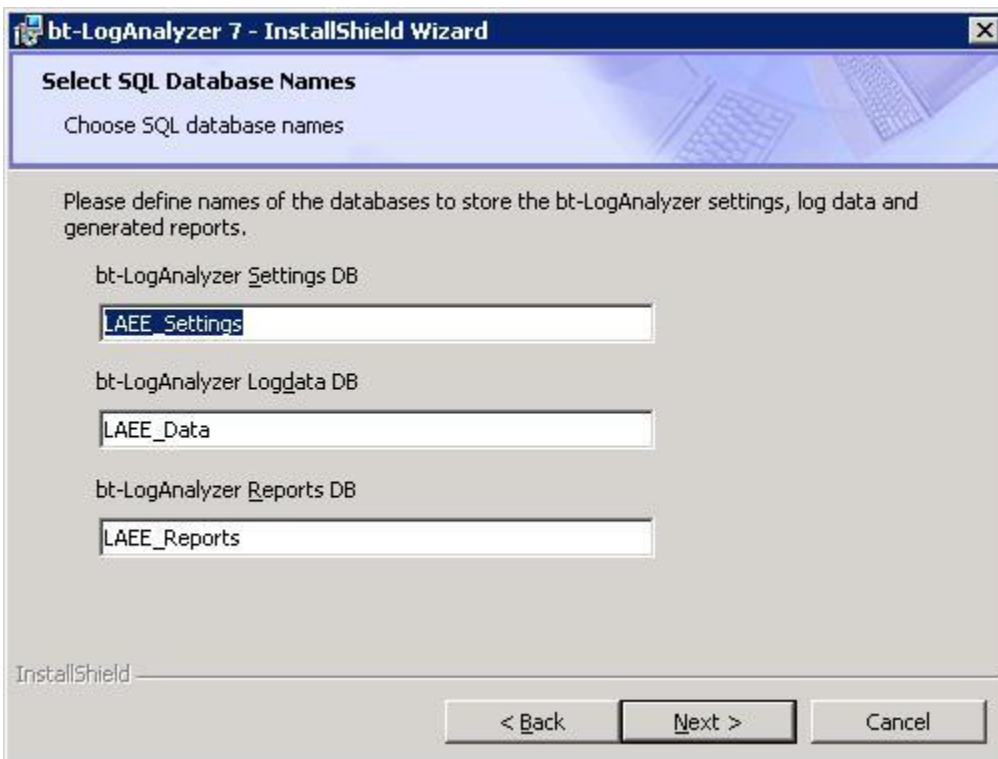 bt-LogAnalyzer 7 - InstallShield Wizard
Select SQL Database Names
Choose SQL database names
Please define names of the databases to store the bt-LogAnalyzer settings, log data and
generated reports.
bt-LogAnalyzer Settings DB
LAEE_Settings
bt-LogAnalyzer Logdata DB
LAEE_Data
bt-LogAnalyzer Reports DB
LAEE_Reports
InstallShield
< Back Next > Cancel